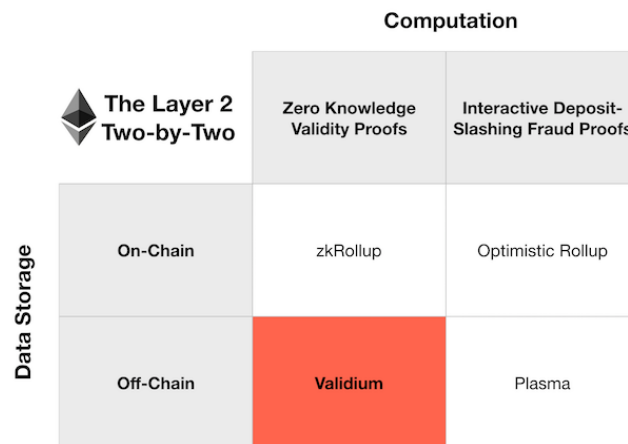 Computation
The Layer 2
Two-by-Two
Zero Knowledge
Validity Proofs
Interactive Deposit-
Slashing Fraud Proofs
Data Storage
On-Chain
zkRollup
Optimistic Rollup
Off-Chain
Validium
Plasma